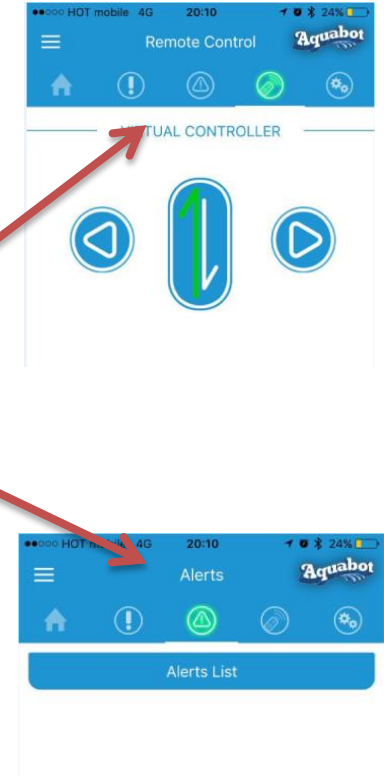 HOT mobile 4G 20:10 24%
Remote Control Aquabot
VIRTUAL CONTROLLER
HOT mobile 4G 20:10 24%
Alerts Aquabot
Alerts List